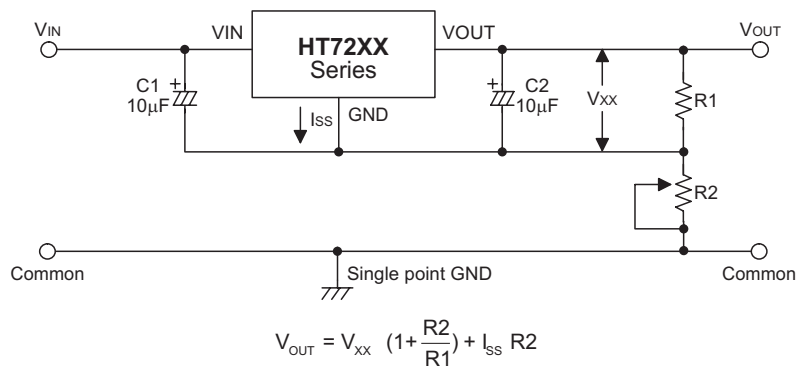 VIN
VIN
HT72XX
Series
VOUT
VOUT
C1
10μF
+
ISS
GND
+
C2
10μF
VXX
R1
R2
Common
Single point GND
Common
VOUT = VXX (1+R2/R1) + ISS R2